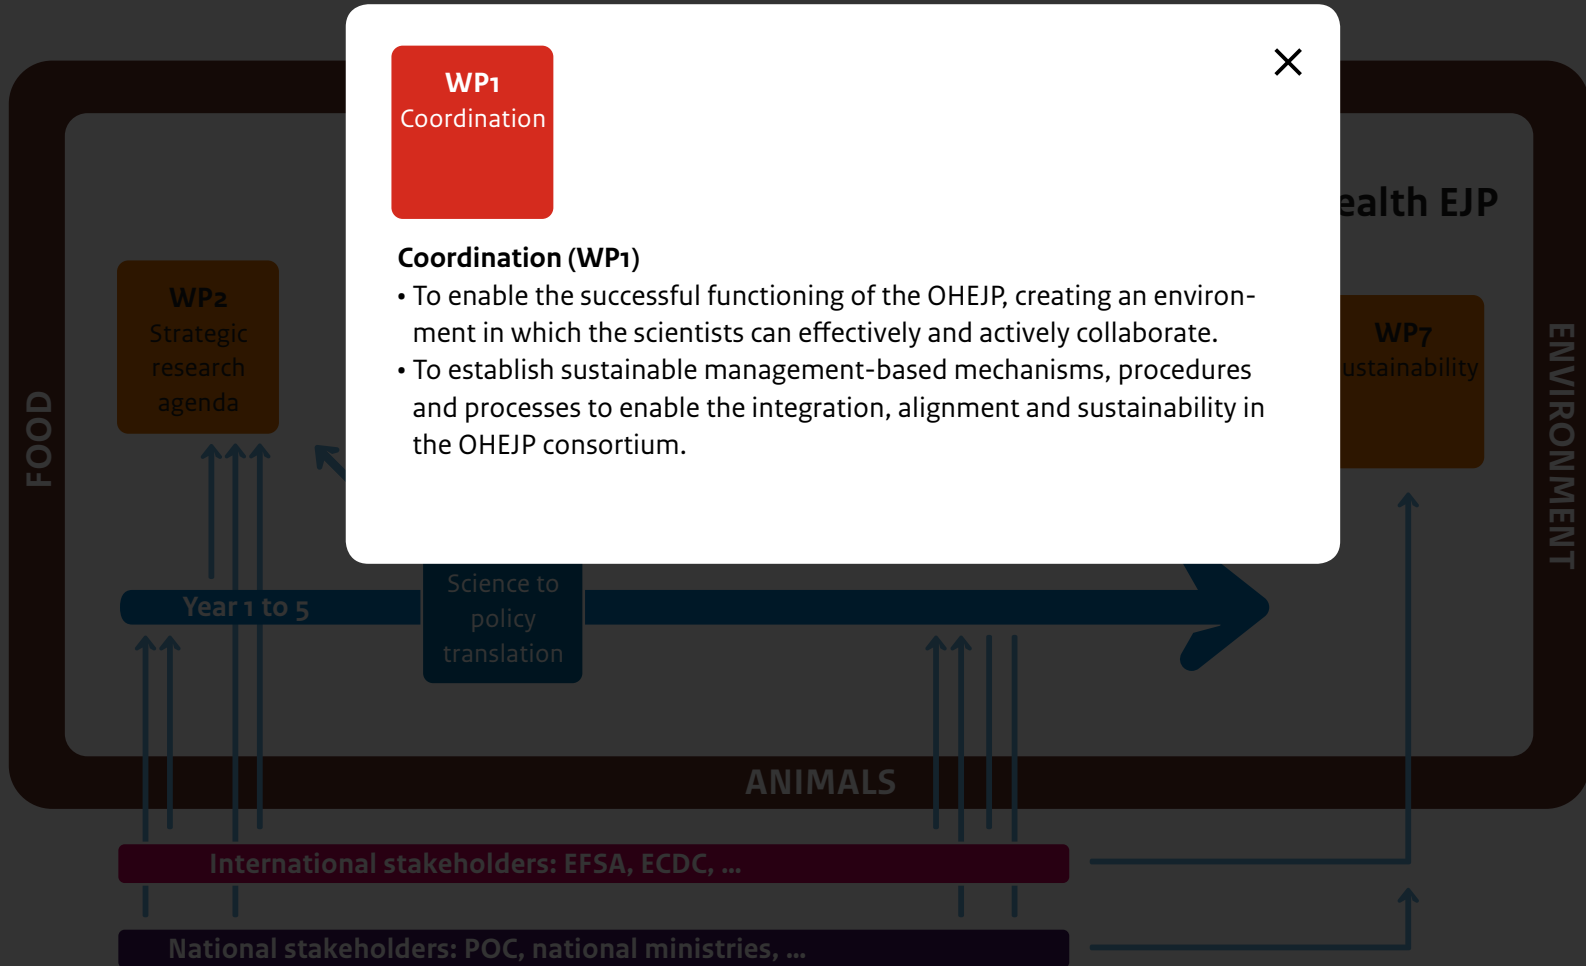 WP1
Coordination
Coordination (WP1)
• To enable the successful functioning of the OHEJP, creating an environ-
ment in which the scientists can effectively and actively collaborate.
• To establish sustainable management-based mechanisms, procedures
and processes to enable the integration, alignment and sustainability in
the OHEJP consortium.
ealth EJP
WP2
Strategic
research
agenda
WP7
ustainability
FOOD
ENVIRONMENT
Year 1 to 5
Science to
policy
translation
ANIMALS
International stakeholders: EFSA, ECDC, ...
National stakeholders: POC, national ministries, ...